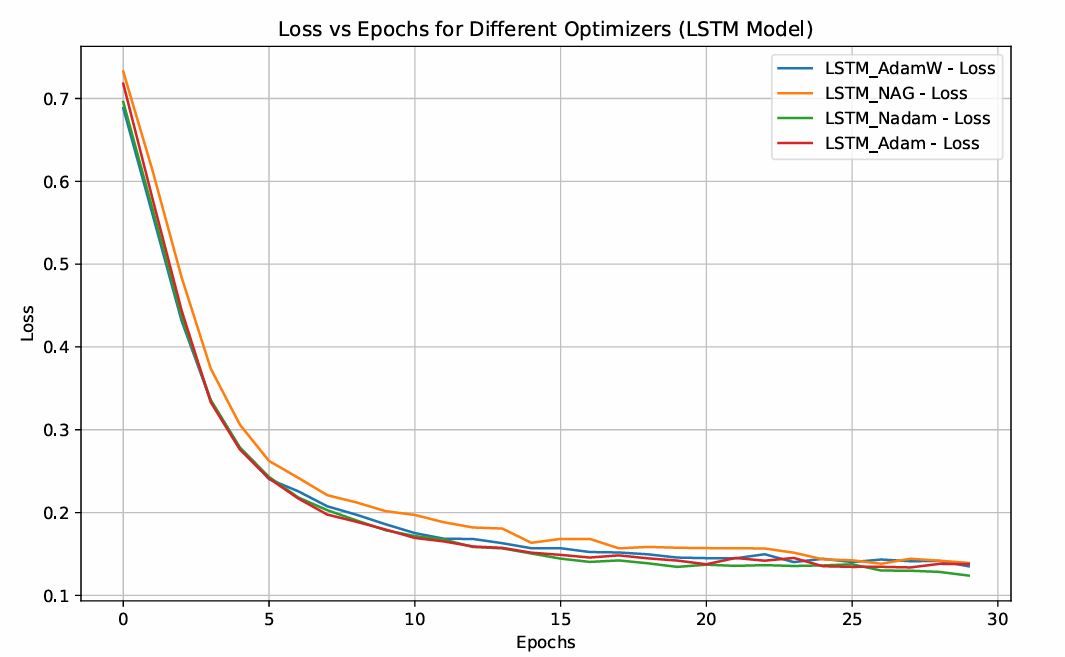 Loss vs Epochs for Different Optimizers (LSTM Model)
LSTM_AdamW - Loss
LSTM_NAG - Loss
LSTM_Nadam - Loss
LSTM_Adam - Loss
Loss
0.7
0.6
0.5
0.4
0.3
0.2
0.1
0 5 10 15 20 25 30
Epochs